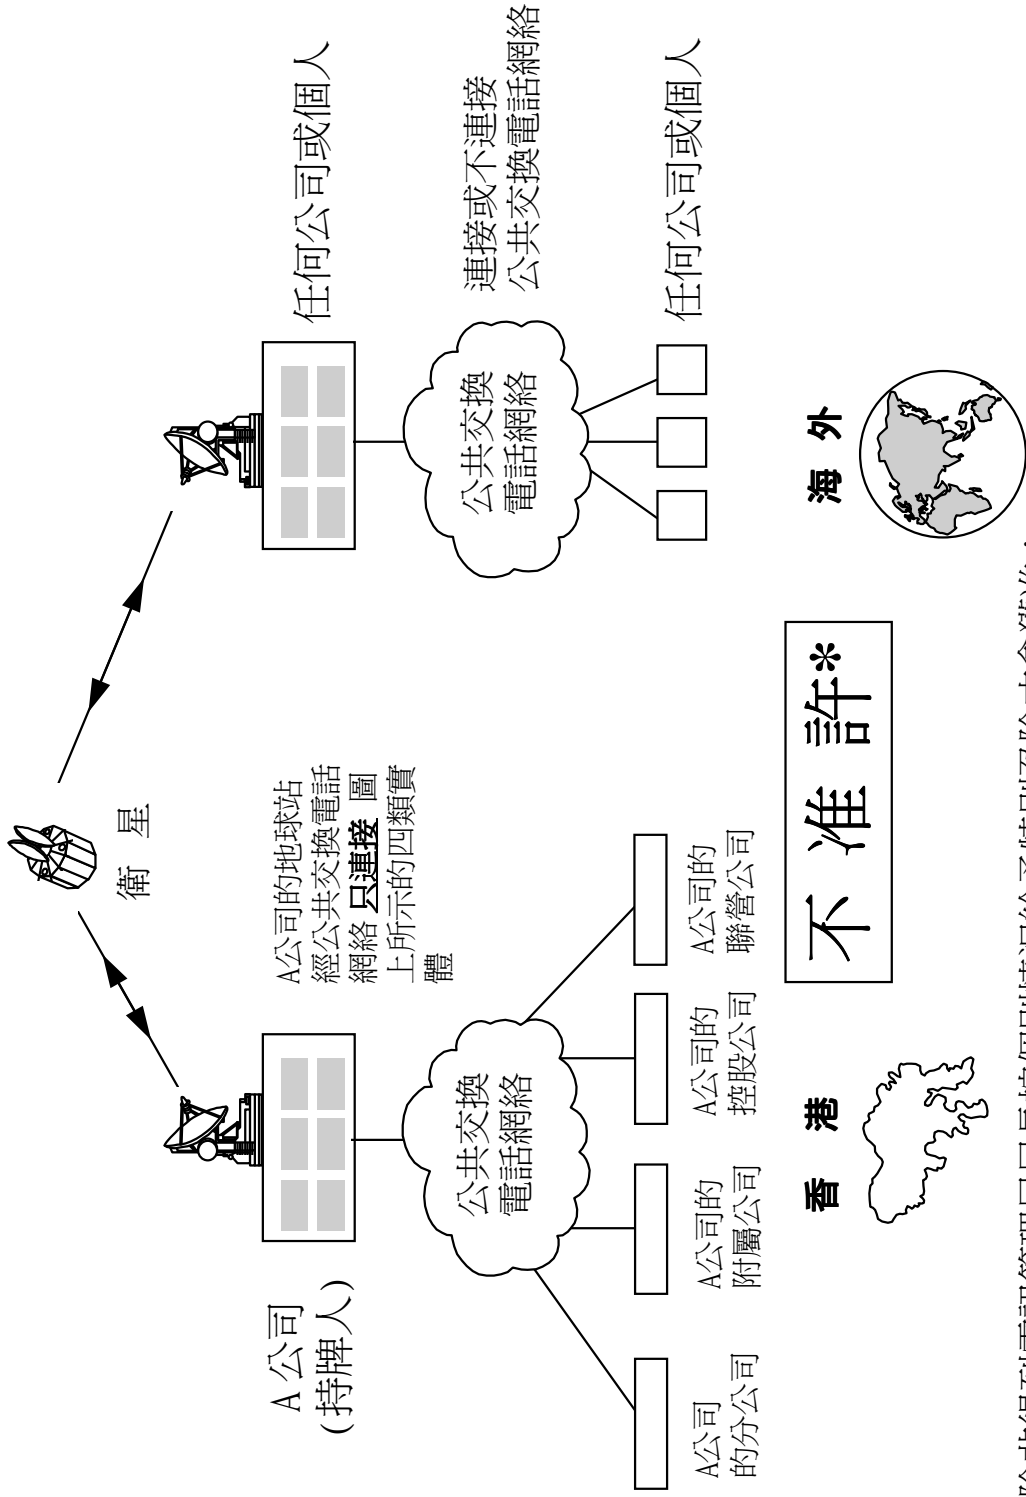 衛 星
A 公司
(持牌人)
A公司的地球站
經公共交換電話
網絡 只連接 圖
上所示的四類實
體
任何公司或個人
公共交換
電話網絡
公共交換
電話網絡
連接或不連接
公共交換電話網絡
A公司
的分公司
A公司的
附屬公司
A公司的
控股公司
A公司的
聯營公司
任何公司或個人
香 港
不 准 許*
海 外